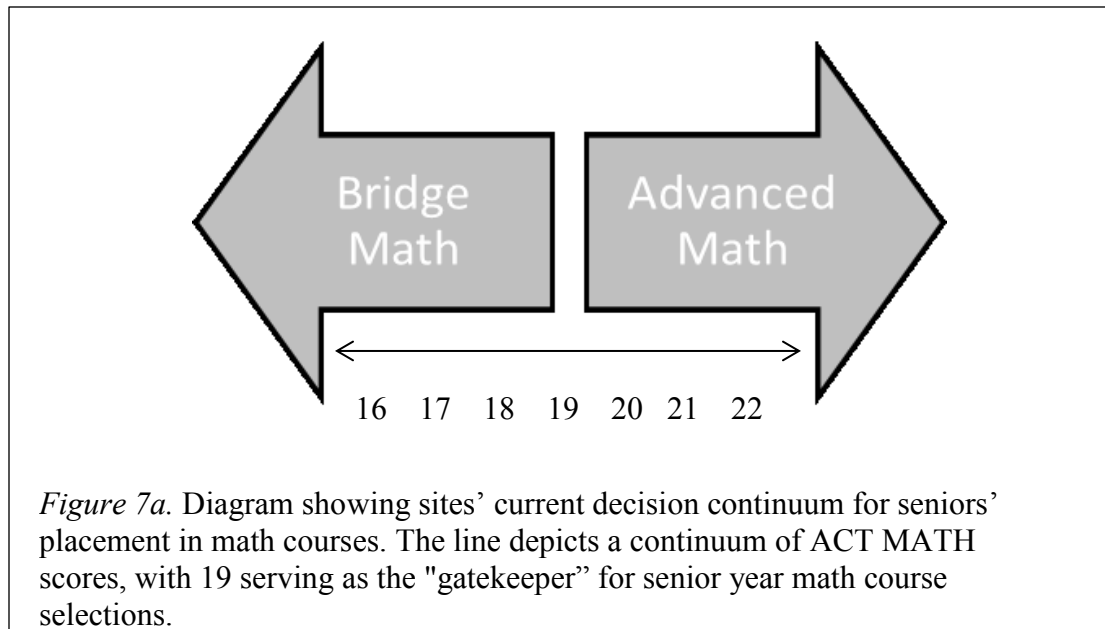 Bridge
Math
Advanced
Math
16 17 18 19 20 21 22
Figure 7a. Diagram showing sites’ current decision continuum for seniors’
placement in math courses. The line depicts a continuum of ACT MATH
scores, with 19 serving as the "gatekeeper” for senior year math course
selections.